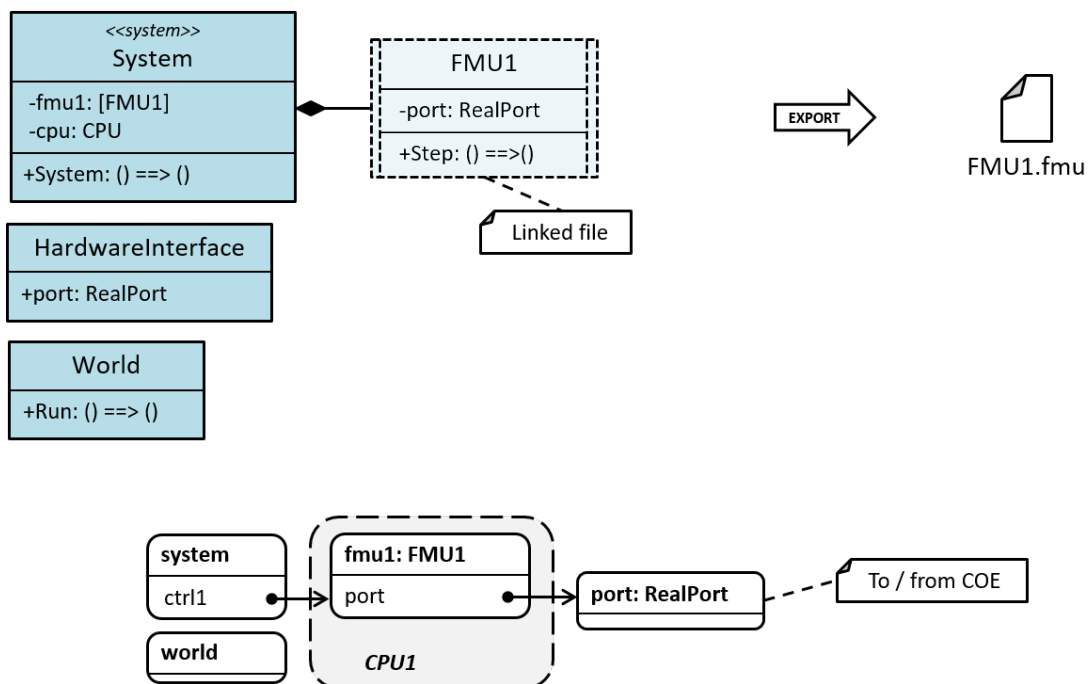 <<system>>
System
-fmu1: [FMU1]
-cpu: CPU
+System: () ==> ()
FMU1
-port: RealPort
+Step: () ==>()
Linked file
EXPORT
FMU1.fmu
HardwareInterface
+port: RealPort
World
+Run: () ==> ()
system
ctrl1
world
fmu1: FMU1
port
CPU1
port: RealPort
To / from COE